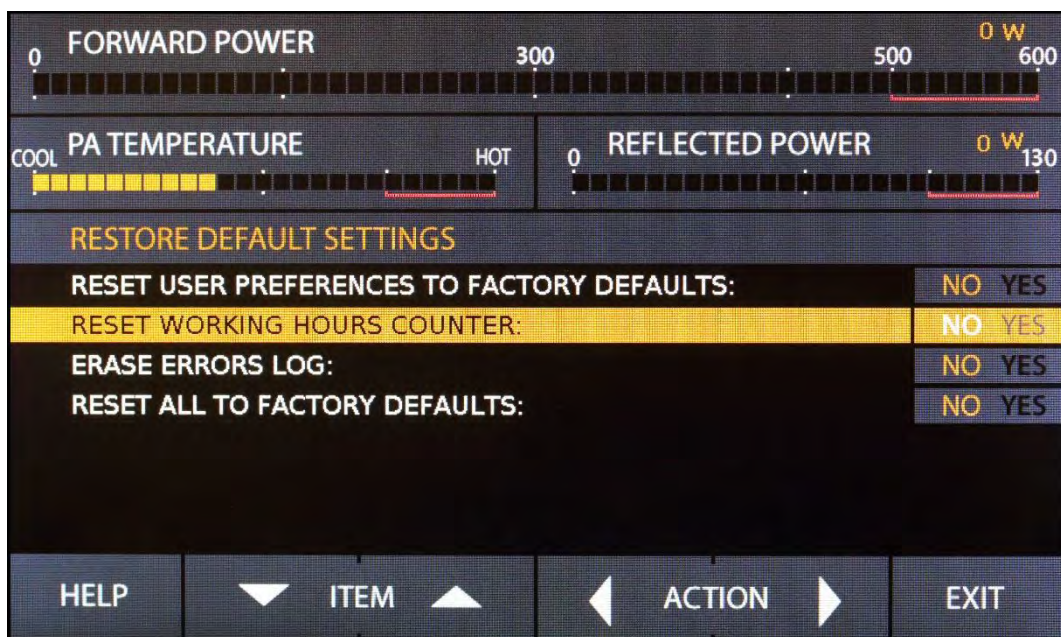 FORWARD POWER 0 W
0 300 500 600
PA TEMPERATURE
COOL HOT
REFLECTED POWER 0 W
0 130
RESTORE DEFAULT SETTINGS
RESET USER PREFERENCES TO FACTORY DEFAULTS: NO YES
RESET WORKING HOURS COUNTER: NO YES
ERASE ERRORS LOG: NO YES
RESET ALL TO FACTORY DEFAULTS: NO YES
HELP ITEM ACTION EXIT